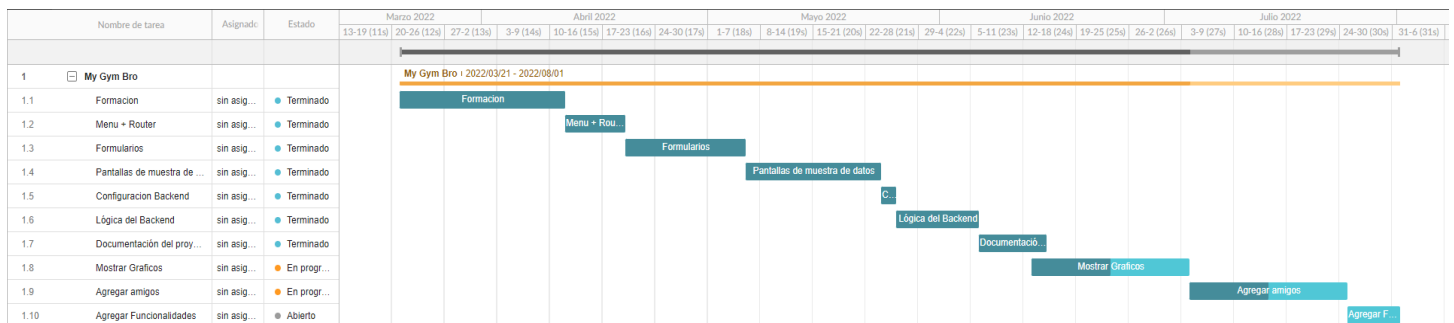 Nombre de tarea Asignado Estado Marzo 2022 Abril 2022 Mayo 2022 Junio 2022 Julio 2022
13-19 (11s) 20-26 (12s) 27-2 (13s) 3-9 (14s) 10-16 (15s) 17-23 (16s) 24-30 (17s) 1-7 (18s) 8-14 (19s) 15-21 (20s) 22-28 (21s) 29-4 (22s) 5-11 (23s) 12-18 (24s) 19-25 (25s) 26-2 (26s) 3-9 (27s) 10-16 (28s) 17-23 (29s) 24-30 (30s) 31-6 (31s)
1 My Gym Bro My Gym Bro 2022/03/21 - 2022/08/01
1.1 Formacion sin asig... Terminado Formacion
1.2 Menu + Router sin asig... Terminado Menu + Rou...
1.3 Formularios sin asig... Terminado Formularios
1.4 Pantallas de muestra de ... sin asig... Terminado Pantallas de muestra de datos
1.5 Configuracion Backend sin asig... Terminado C...
1.6 Lógica del Backend sin asig... Terminado Lógica del Backend
1.7 Documentación del proy... sin asig... Terminado Documentació...
1.8 Mostrar Graficos sin asig... En progr... Mostrar Graficos
1.9 Agregar amigos sin asig... En progr... Agregar amigos
1.10 Agregar Funcionalidades sin asig... Abierto Agregar F...